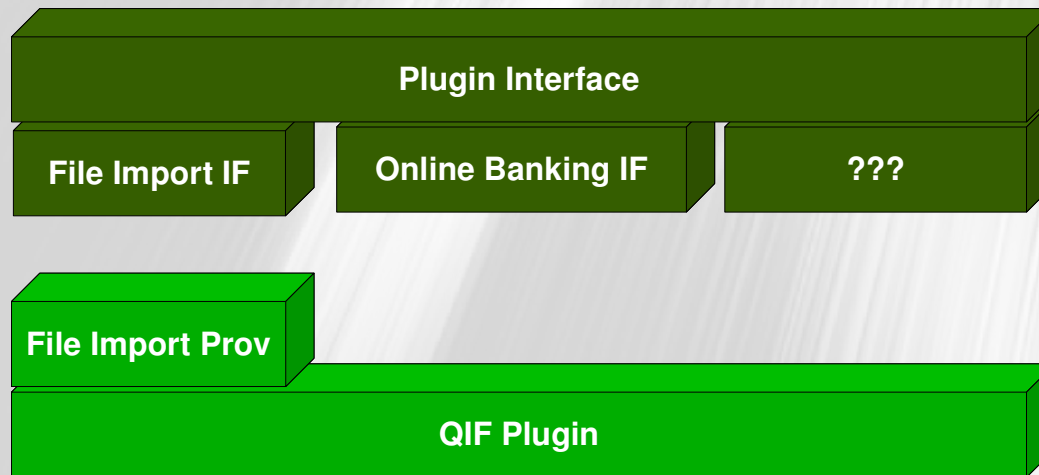 Plugin Interface
File Import IF
Online Banking IF
???
File Import Prov
QIF Plugin